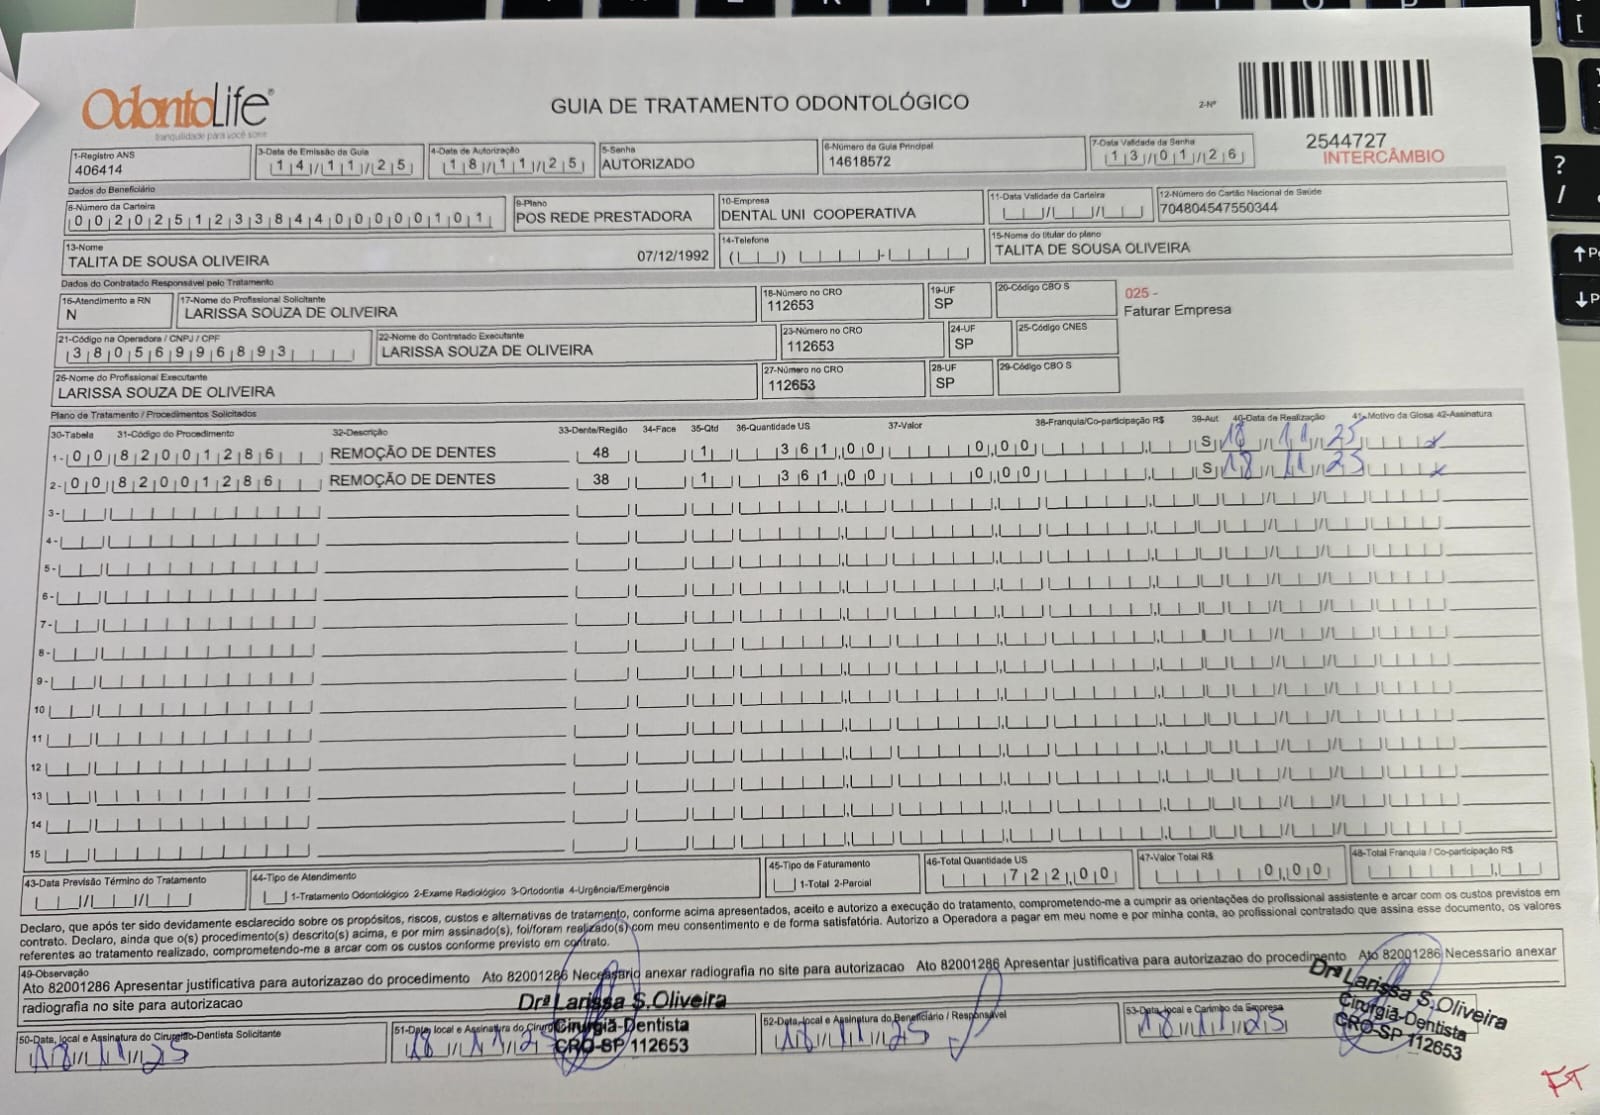 OdontoLife®
tranquilidade para você sorrir
GUIA DE TRATAMENTO ODONTOLÓGICO
2-Nº
2544727
INTERCÂMBIO
1-Registro ANS
406414
3-Data de Emissão da Guia
14/11/25
4-Data de Autorização
18/11/25
5-Senha
AUTORIZADO
6-Número da Guia Principal
14618572
7-Data Validade da Senha
13/01/26
Dados do Beneficiário
8-Número da Carteira
00202512338440000101
9-Plano
POS REDE PRESTADORA
10-Empresa
DENTAL UNI COOPERATIVA
11-Data Validade da Carteira
12-Número do Cartão Nacional de Saúde
704804547550344
13-Nome
TALITA DE SOUSA OLIVEIRA 07/12/1992
14-Telefone
15-Nome do titular do plano
TALITA DE SOUSA OLIVEIRA
Dados do Contratado Responsável pelo Tratamento
16-Atendimento a RN
N
17-Nome do Profissional Solicitante
LARISSA SOUZA DE OLIVEIRA
18-Número no CRO
112653
19-UF
SP
20-Código CBO S
025 -
Faturar Empresa
21-Código na Operadora / CNPJ / CPF
38056996893
22-Nome do Contratado Executante
LARISSA SOUZA DE OLIVEIRA
23-Número no CRO
112653
24-UF
SP
25-Código CNES
26-Nome do Profissional Executante
LARISSA SOUZA DE OLIVEIRA
27-Número no CRO
112653
28-UF
SP
29-Código CBO S
Plano de Tratamento / Procedimentos Solicitados
30-Tabela 31-Código do Procedimento 32-Descrição 33-Dente/Região 34-Face 35-Qtd 36-Quantidade US 37-Valor 38-Franquia/Co-participação R$ 39-Aut 40-Data de Realização 41-Motivo da Glosa 42-Assinatura
1- 00 82001286 REMOÇÃO DE DENTES 48 1 361,00 0,00 S 18/11/25 x
2- 00 82001286 REMOÇÃO DE DENTES 38 1 361,00 0,00 S 18/11/25 x
3-
4-
5-
6-
7-
8-
9-
10
11
12
13
14
15
43-Data Previsão Término do Tratamento
44-Tipo de Atendimento
1-Tratamento Odontológico 2-Exame Radiológico 3-Ortodontia 4-Urgência/Emergência
45-Tipo de Faturamento
1-Total 2-Parcial
46-Total Quantidade US
722,00
47-Valor Total R$
0,00
48-Total Franquia / Co-participação R$
Declaro, que após ter sido devidamente esclarecido sobre os propósitos, riscos, custos e alternativas de tratamento, conforme acima apresentados, aceito e autorizo a execução do tratamento, comprometendo-me a cumprir as orientações do profissional assistente e arcar com os custos previstos em
contrato. Declaro, ainda que o(s) procedimento(s) descrito(s) acima, e por mim assinado(s), foi/foram realizado(s) com meu consentimento e de forma satisfatória. Autorizo a Operadora a pagar em meu nome e por minha conta, ao profissional contratado que assina esse documento, os valores
referentes ao tratamento realizado, comprometendo-me a arcar com os custos conforme previsto em contrato.
49-Observação
Ato 82001286 Apresentar justificativa para autorizazao do procedimento Ato 82001286 Necessario anexar radiografia no site para autorizacao Ato 82001286 Apresentar justificativa para autorizazao do procedimento Ato 82001286 Necessario anexar
radiografia no site para autorizacao
50-Data, local e Assinatura do Cirurgião-Dentista Solicitante
18/11/25
51-Data, local e Assinatura do
18/11/25
Drª Larissa S.Oliveira
Cirurgiã-Dentista
CRO-SP 112653
52-Data, local e Assinatura do Beneficiário / Responsável
18/11/25
53-Data, local e Carimbo da Empresa
18/11/25
Drª Larissa S.Oliveira
Cirurgiã-Dentista
CRO-SP 112653
FT